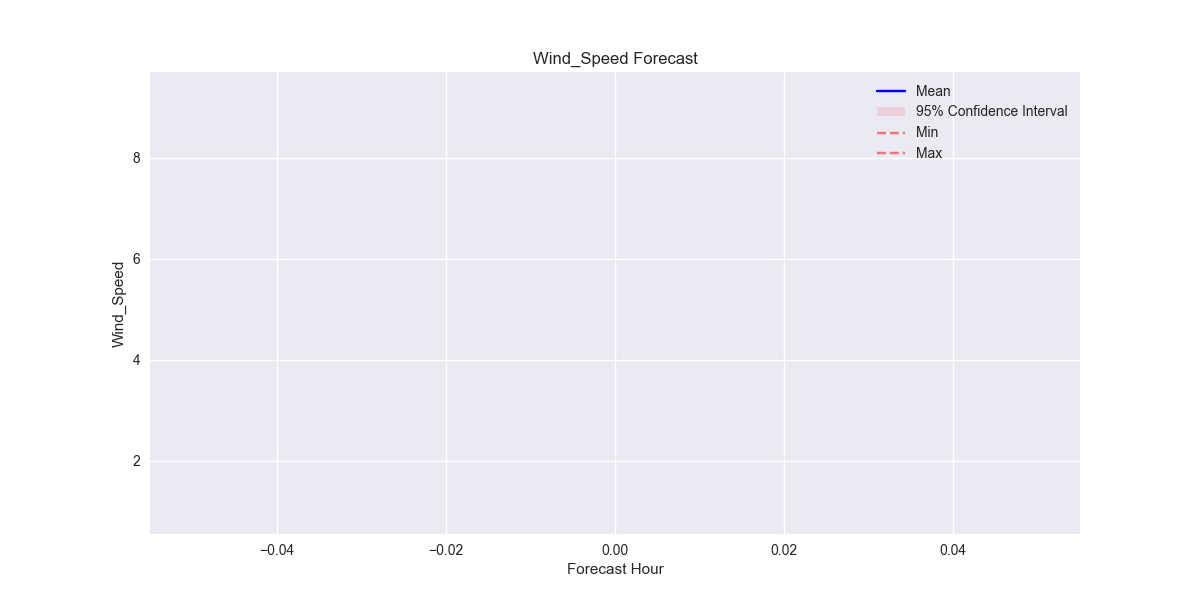 Wind_Speed Forecast
Mean
95% Confidence Interval
Min
Max
8
6
4
2
Wind_Speed
−0.04
−0.02
0.00
0.02
0.04
Forecast Hour